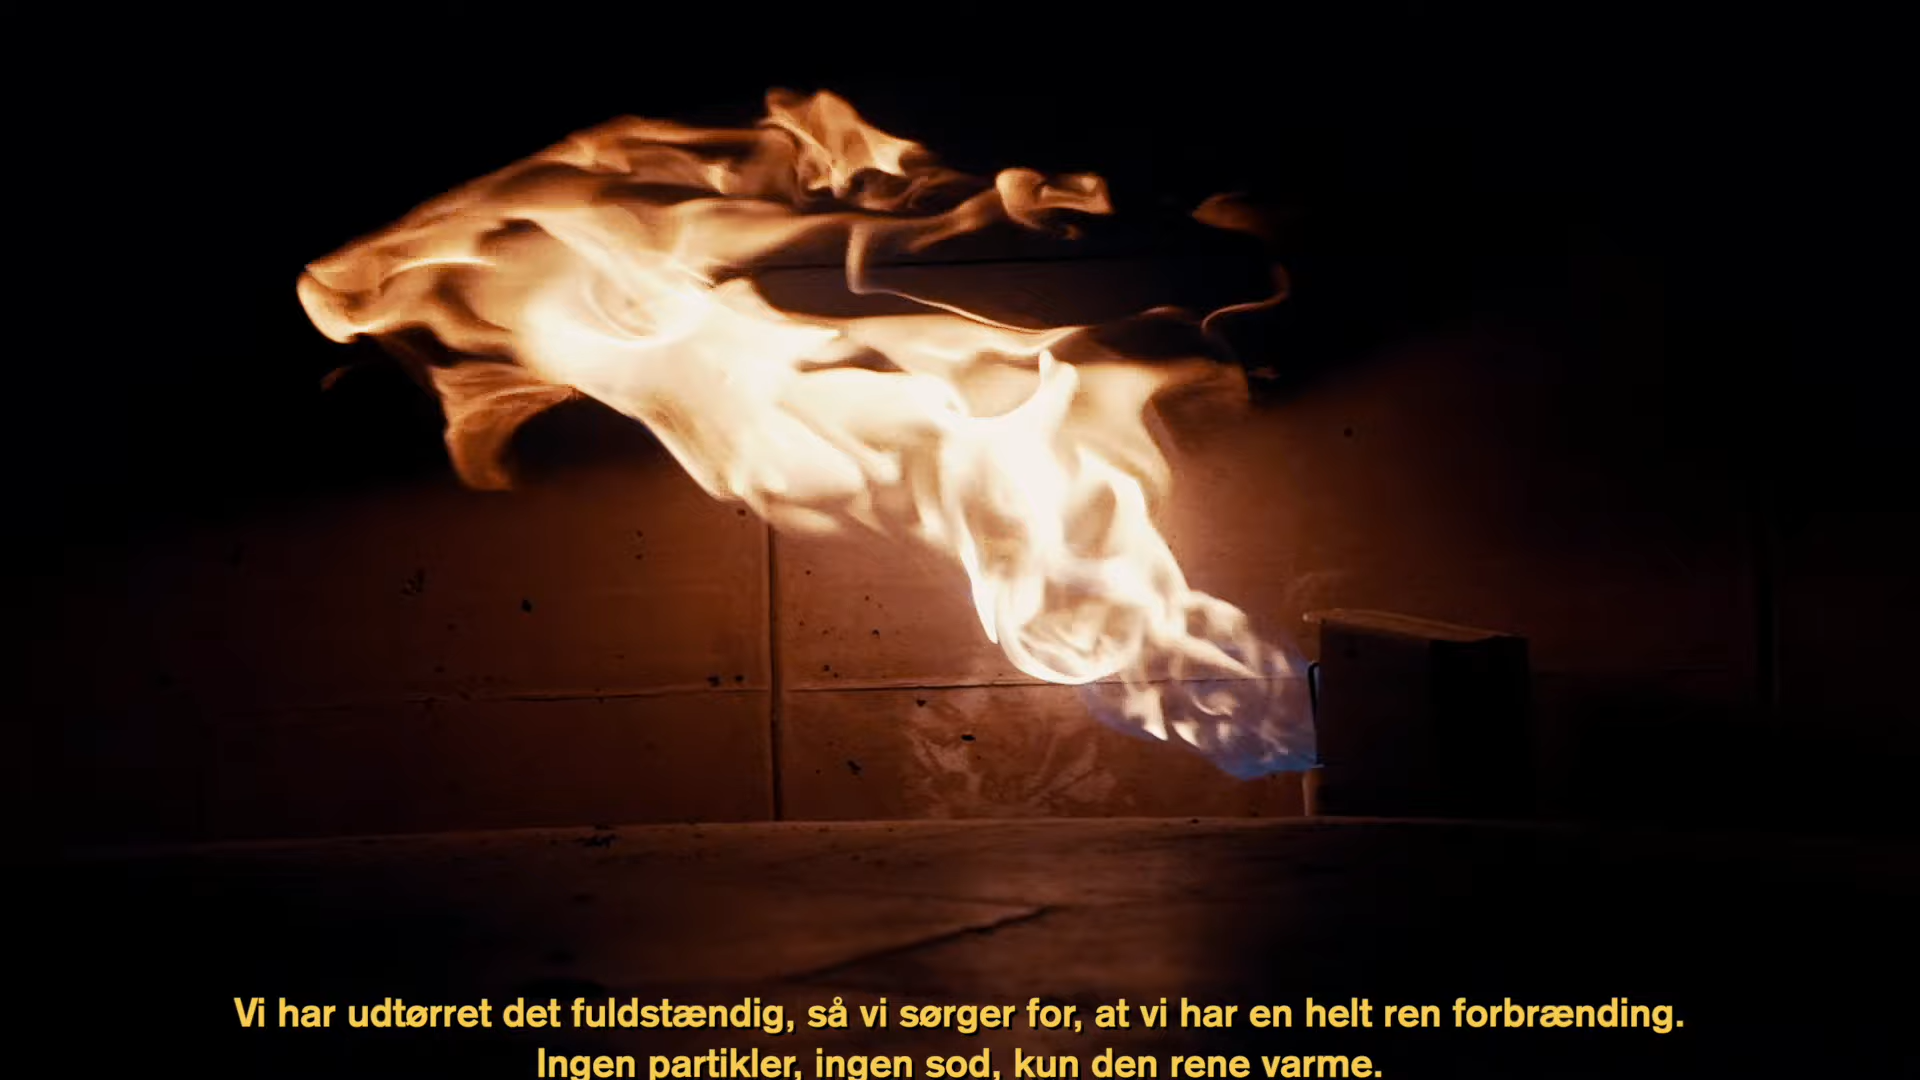 Vi har udtørret det fuldstændig, så vi sørger for, at vi har en helt ren forbrænding.
Ingen partikler, ingen sod, kun den rene varme.